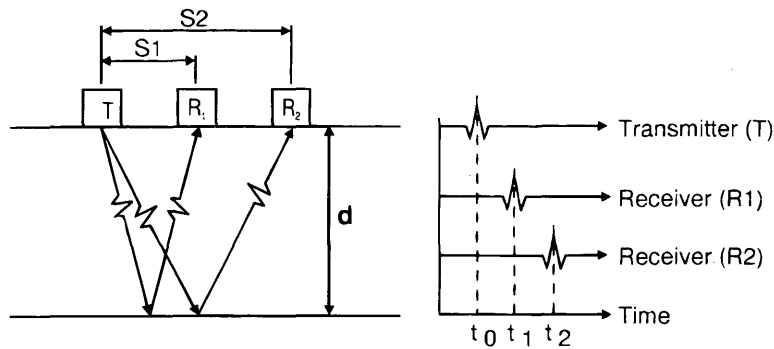 S2
S1
T R₁ R₂
d
Transmitter (T)
Receiver (R1)
Receiver (R2)
Time
t0 t1 t2